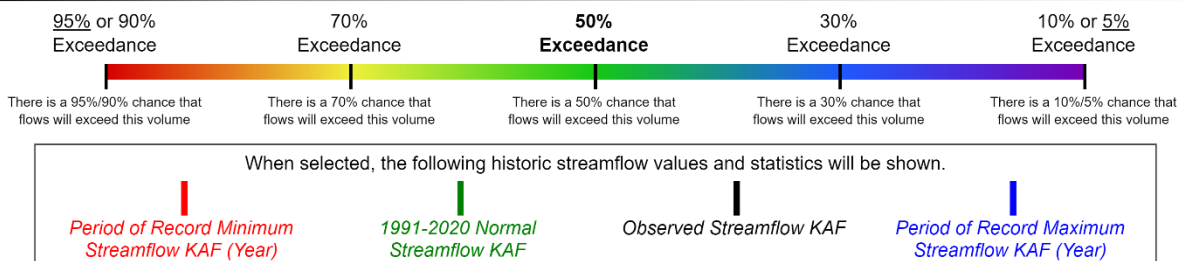 95% or 90%
Exceedance
70%
Exceedance
50%
Exceedance
30%
Exceedance
10% or 5%
Exceedance
There is a 95%/90% chance that
flows will exceed this volume
There is a 70% chance that
flows will exceed this volume
There is a 50% chance that
flows will exceed this volume
There is a 30% chance that
flows will exceed this volume
There is a 10%/5% chance that
flows will exceed this volume
When selected, the following historic streamflow values and statistics will be shown.
Period of Record Minimum
Streamflow KAF (Year)
1991-2020 Normal
Streamflow KAF
Observed Streamflow KAF
Period of Record Maximum
Streamflow KAF (Year)